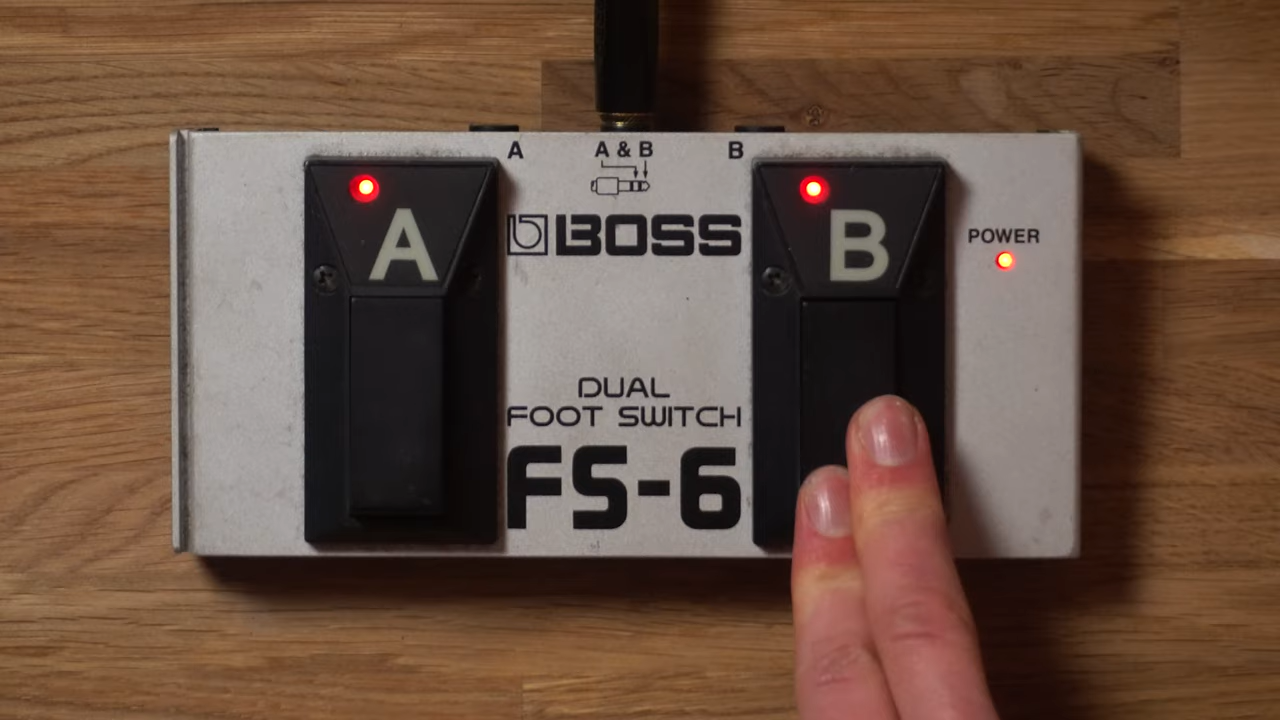 A A & B B
A
BOSS
B
POWER
DUAL
FOOT SWITCH
FS-6